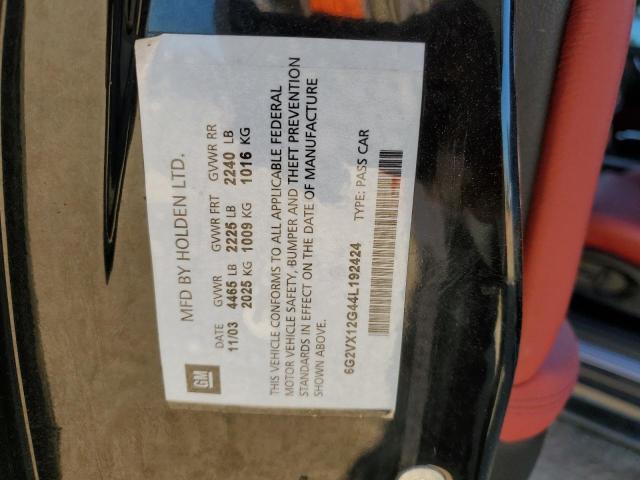 MFD BY HOLDEN LTD.
DATE GVWR GVWR FRT GVWR RR
11/03 4465 LB 2225 LB 2240 LB
2025 KG 1009 KG 1016 KG
GM
THIS VEHICLE CONFORMS TO ALL APPLICABLE FEDERAL
MOTOR VEHICLE SAFETY, BUMPER AND THEFT PREVENTION
STANDARDS IN EFFECT ON THE DATE OF MANUFACTURE
SHOWN ABOVE.
6G2VX12G44L192424 TYPE: PASS CAR